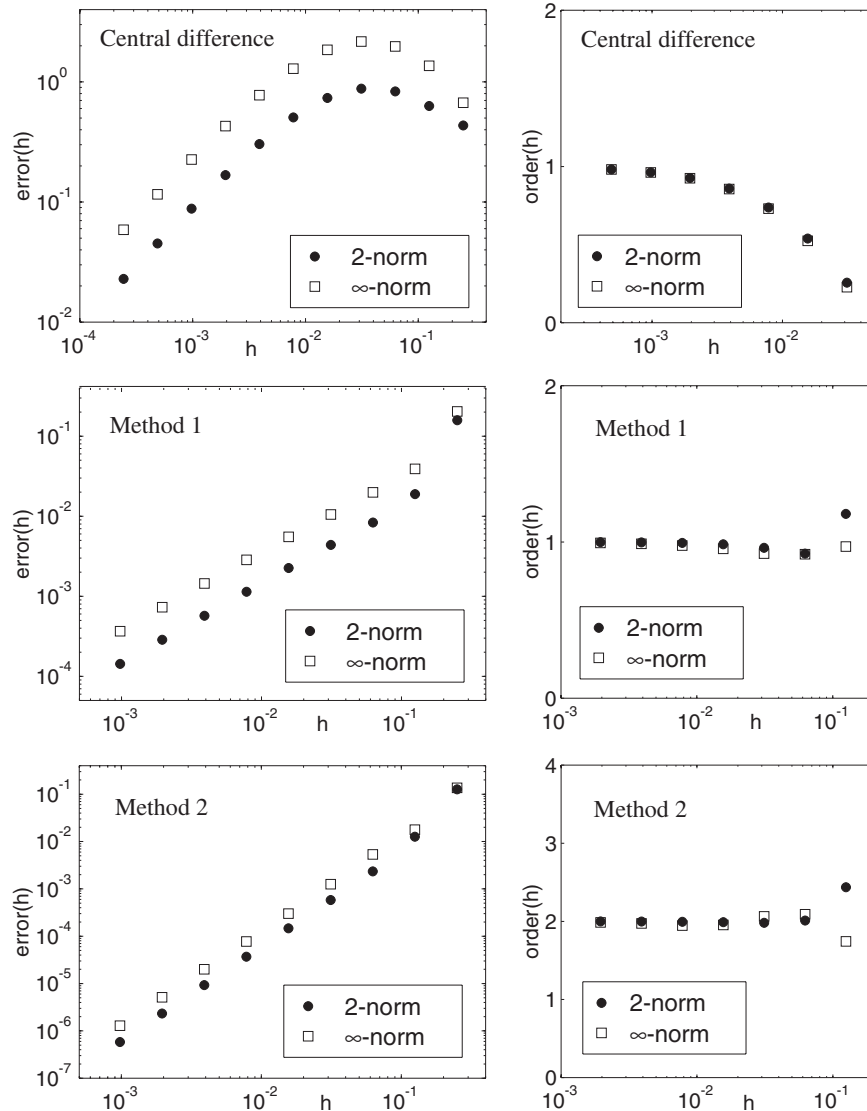 Central difference
error(h)
10^0
10^-1
10^-2
2-norm
∞-norm
10^-4
10^-3
10^-2
10^-1
h
Central difference
order(h)
2
1
0
2-norm
∞-norm
10^-3
10^-2
h
Method 1
error(h)
10^-1
10^-2
10^-3
10^-4
2-norm
∞-norm
10^-3
10^-2
10^-1
h
Method 1
order(h)
2
1
0
2-norm
∞-norm
10^-3
10^-2
10^-1
h
Method 2
error(h)
10^-1
10^-2
10^-3
10^-4
10^-5
10^-6
10^-7
2-norm
∞-norm
10^-3
10^-2
10^-1
h
Method 2
order(h)
4
3
2
1
0
2-norm
∞-norm
10^-3
10^-2
10^-1
h